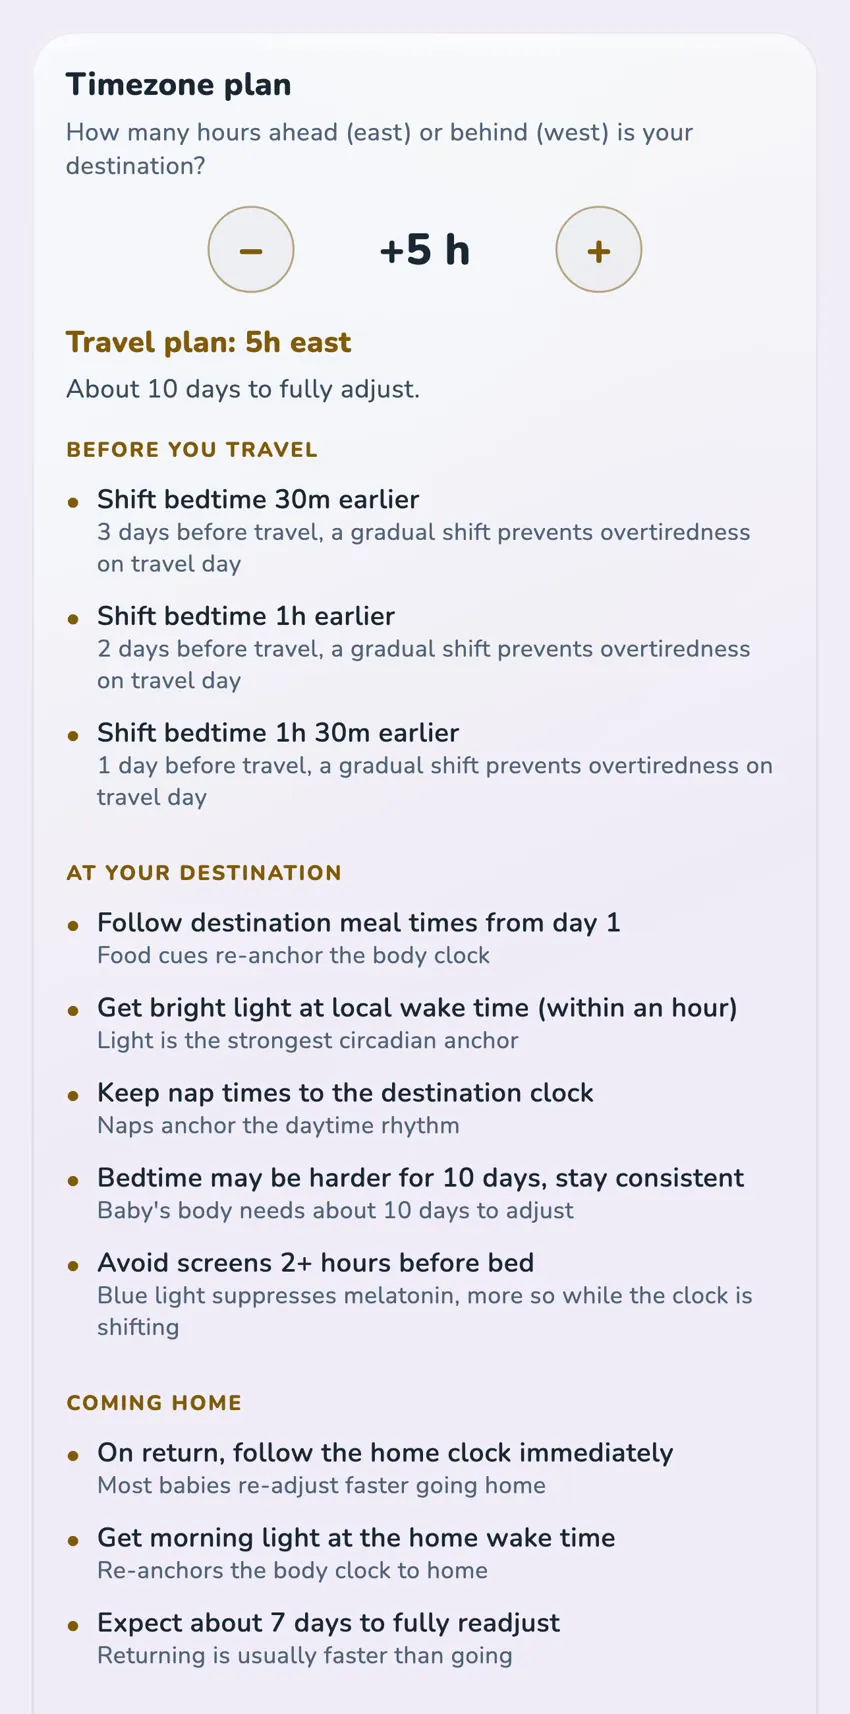 Timezone plan
How many hours ahead (east) or behind (west) is your
destination?
− +5 h +
Travel plan: 5h east
About 10 days to fully adjust.
BEFORE YOU TRAVEL
• Shift bedtime 30m earlier
3 days before travel, a gradual shift prevents overtiredness
on travel day
• Shift bedtime 1h earlier
2 days before travel, a gradual shift prevents overtiredness
on travel day
• Shift bedtime 1h 30m earlier
1 day before travel, a gradual shift prevents overtiredness on
travel day
AT YOUR DESTINATION
• Follow destination meal times from day 1
Food cues re-anchor the body clock
• Get bright light at local wake time (within an hour)
Light is the strongest circadian anchor
• Keep nap times to the destination clock
Naps anchor the daytime rhythm
• Bedtime may be harder for 10 days, stay consistent
Baby's body needs about 10 days to adjust
• Avoid screens 2+ hours before bed
Blue light suppresses melatonin, more so while the clock is
shifting
COMING HOME
• On return, follow the home clock immediately
Most babies re-adjust faster going home
• Get morning light at the home wake time
Re-anchors the body clock to home
• Expect about 7 days to fully readjust
Returning is usually faster than going